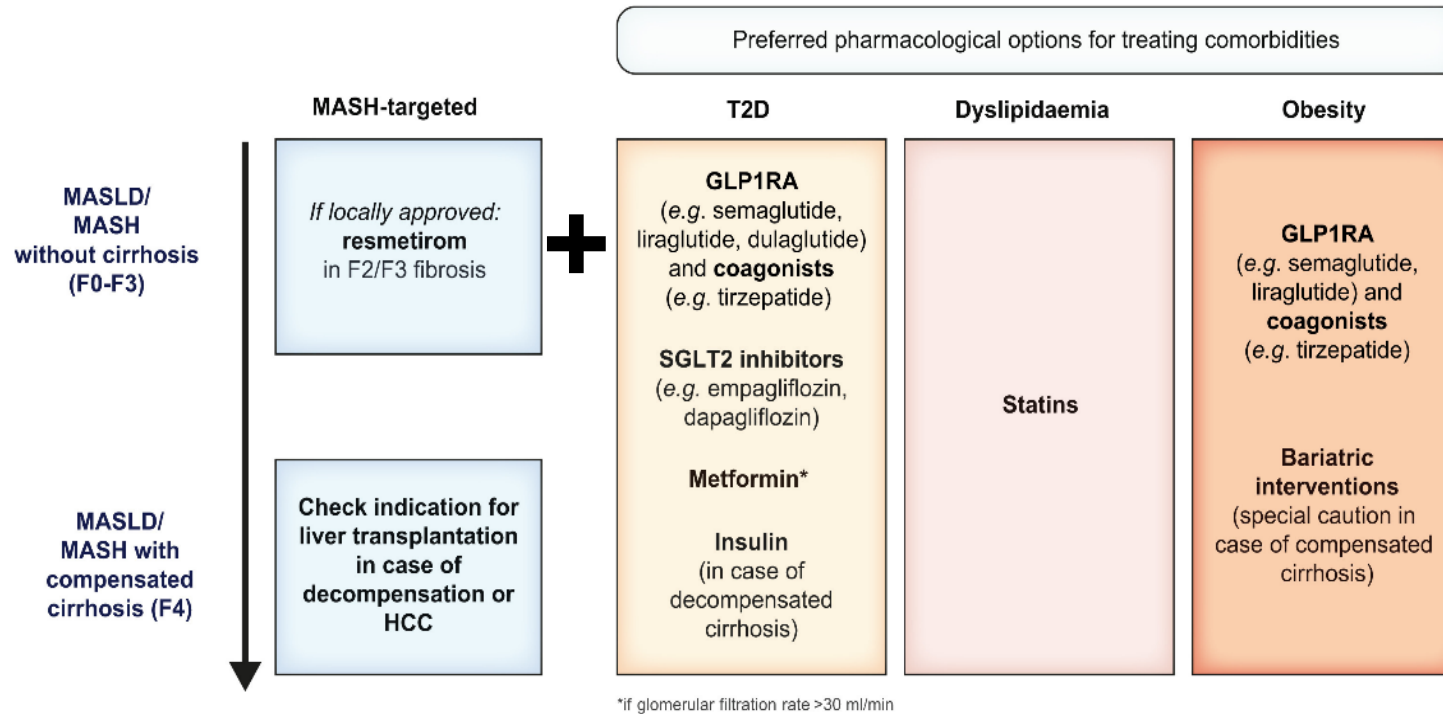 Preferred pharmacological options for treating comorbidities
MASH-targeted
T2D
Dyslipidaemia
Obesity
MASLD/
MASH
without cirrhosis
(F0-F3)
If locally approved:
resmetirom
in F2/F3 fibrosis
GLP1RA
(e.g. semaglutide,
liraglutide, dulaglutide)
and coagonists
(e.g. tirzepatide)
SGLT2 inhibitors
(e.g. empagliflozin,
dapagliflozin)
Metformin*
Insulin
(in case of
decompensated
cirrhosis)
Statins
GLP1RA
(e.g. semaglutide,
liraglutide) and
coagonists
(e.g. tirzepatide)
Bariatric
interventions
(special caution in
case of compensated
cirrhosis)
MASLD/
MASH with
compensated
cirrhosis (F4)
Check indication for
liver transplantation
in case of
decompensation or
HCC
*if glomerular filtration rate >30 ml/min